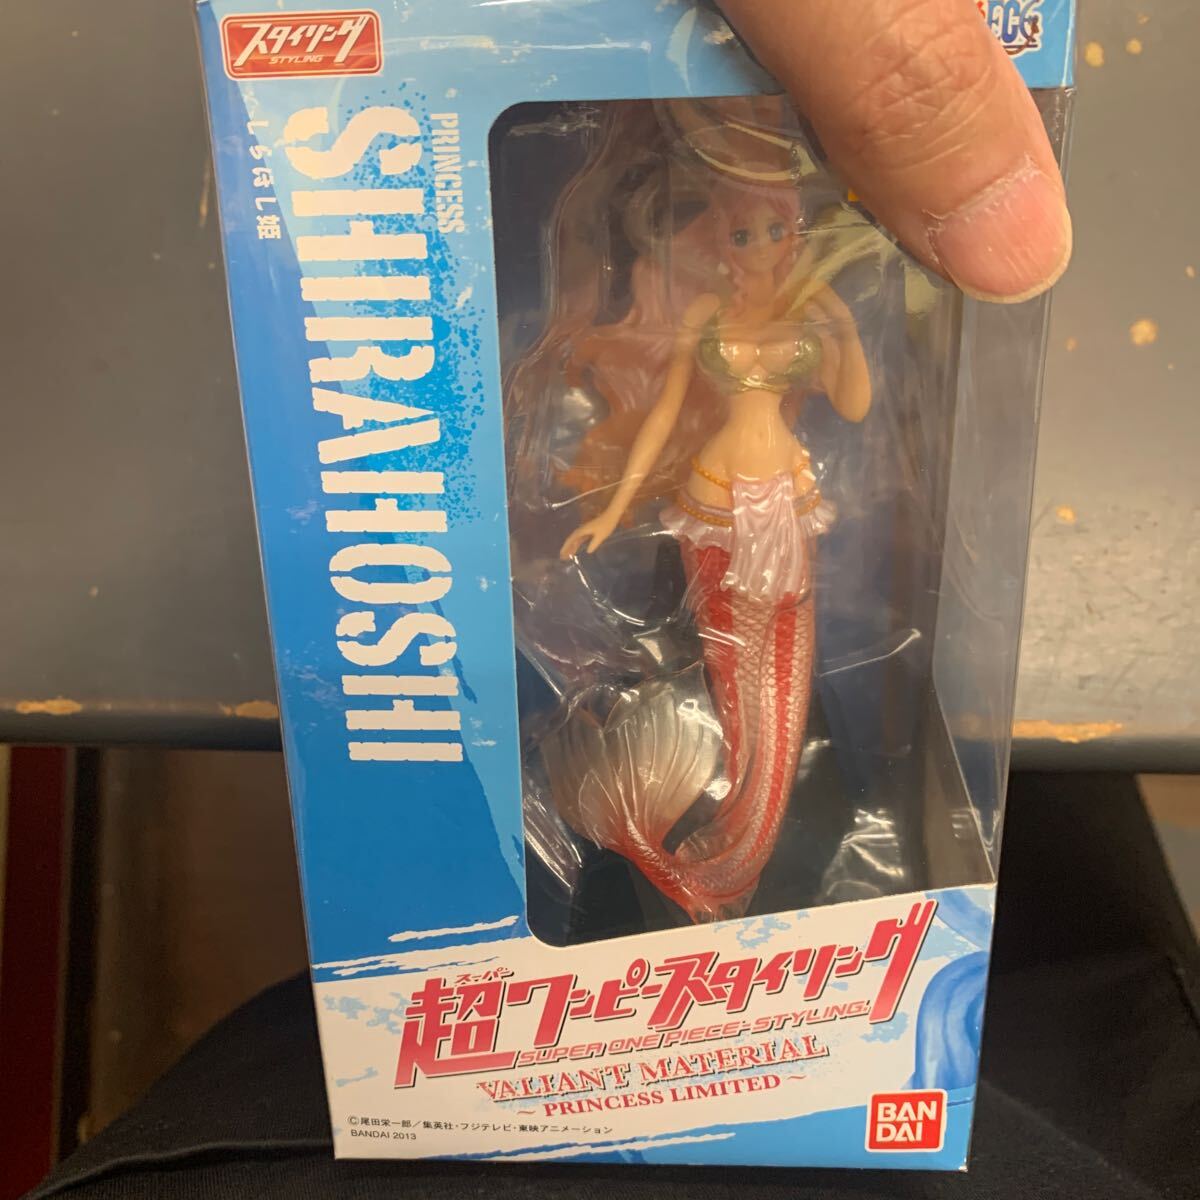 スタイリング
STYLING
PRINCESS
SHIRAHOSHI
しらほし姫
スーパー
超ワンピーススタイリング
SUPER ONE PIECE-STYLING.
VALIANT MATERIAL
~ PRINCESS LIMITED ~
©尾田栄一郎／集英社・フジテレビ・東映アニメーション
BANDAI 2013
BAN
DAI